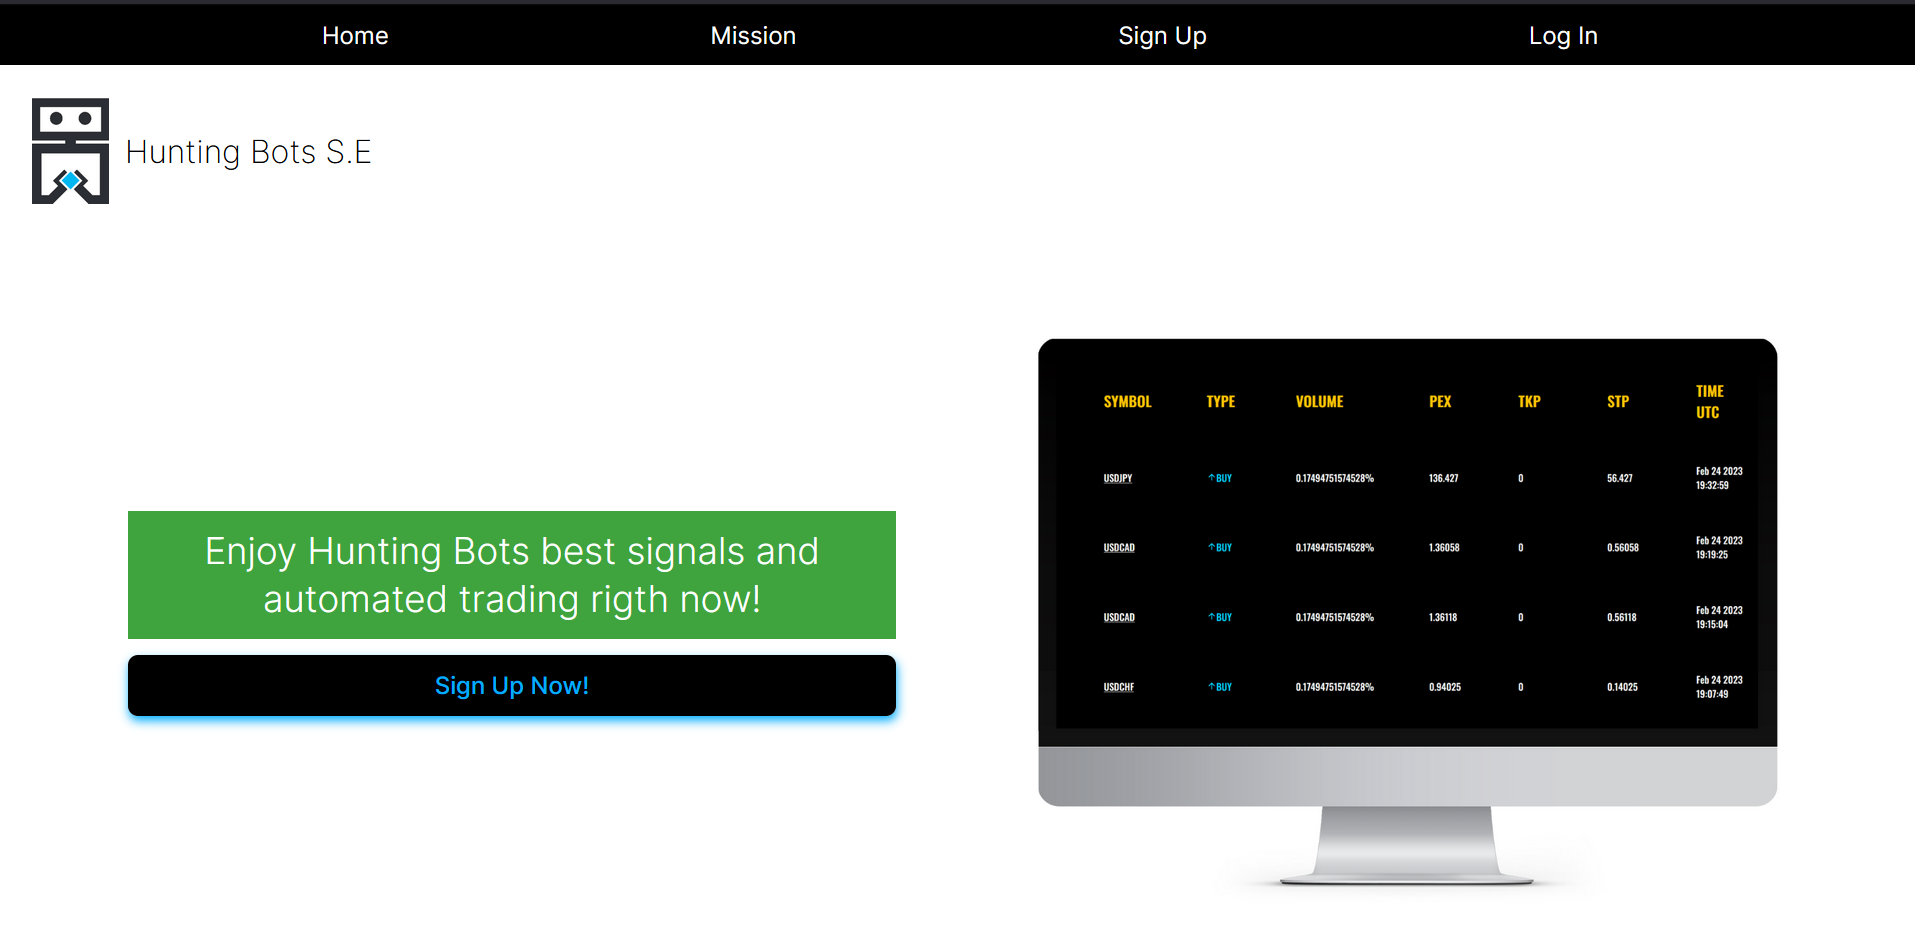 Home Mission Sign Up Log In
Hunting Bots S.E
Enjoy Hunting Bots best signals and
automated trading rigth now!
Sign Up Now!
SYMBOL TYPE VOLUME PEX TKP STP TIME UTC
USDJPY ↑BUY 0.17494751574528% 136.427 0 56.427 Feb 24 2023 19:32:59
USDCAD ↑BUY 0.17494751574528% 1.36058 0 0.56058 Feb 24 2023 19:19:25
USDCAD ↑BUY 0.17494751574528% 1.36118 0 0.56118 Feb 24 2023 19:15:04
USDCHF ↑BUY 0.17494751574528% 0.94025 0 0.14025 Feb 24 2023 19:07:49